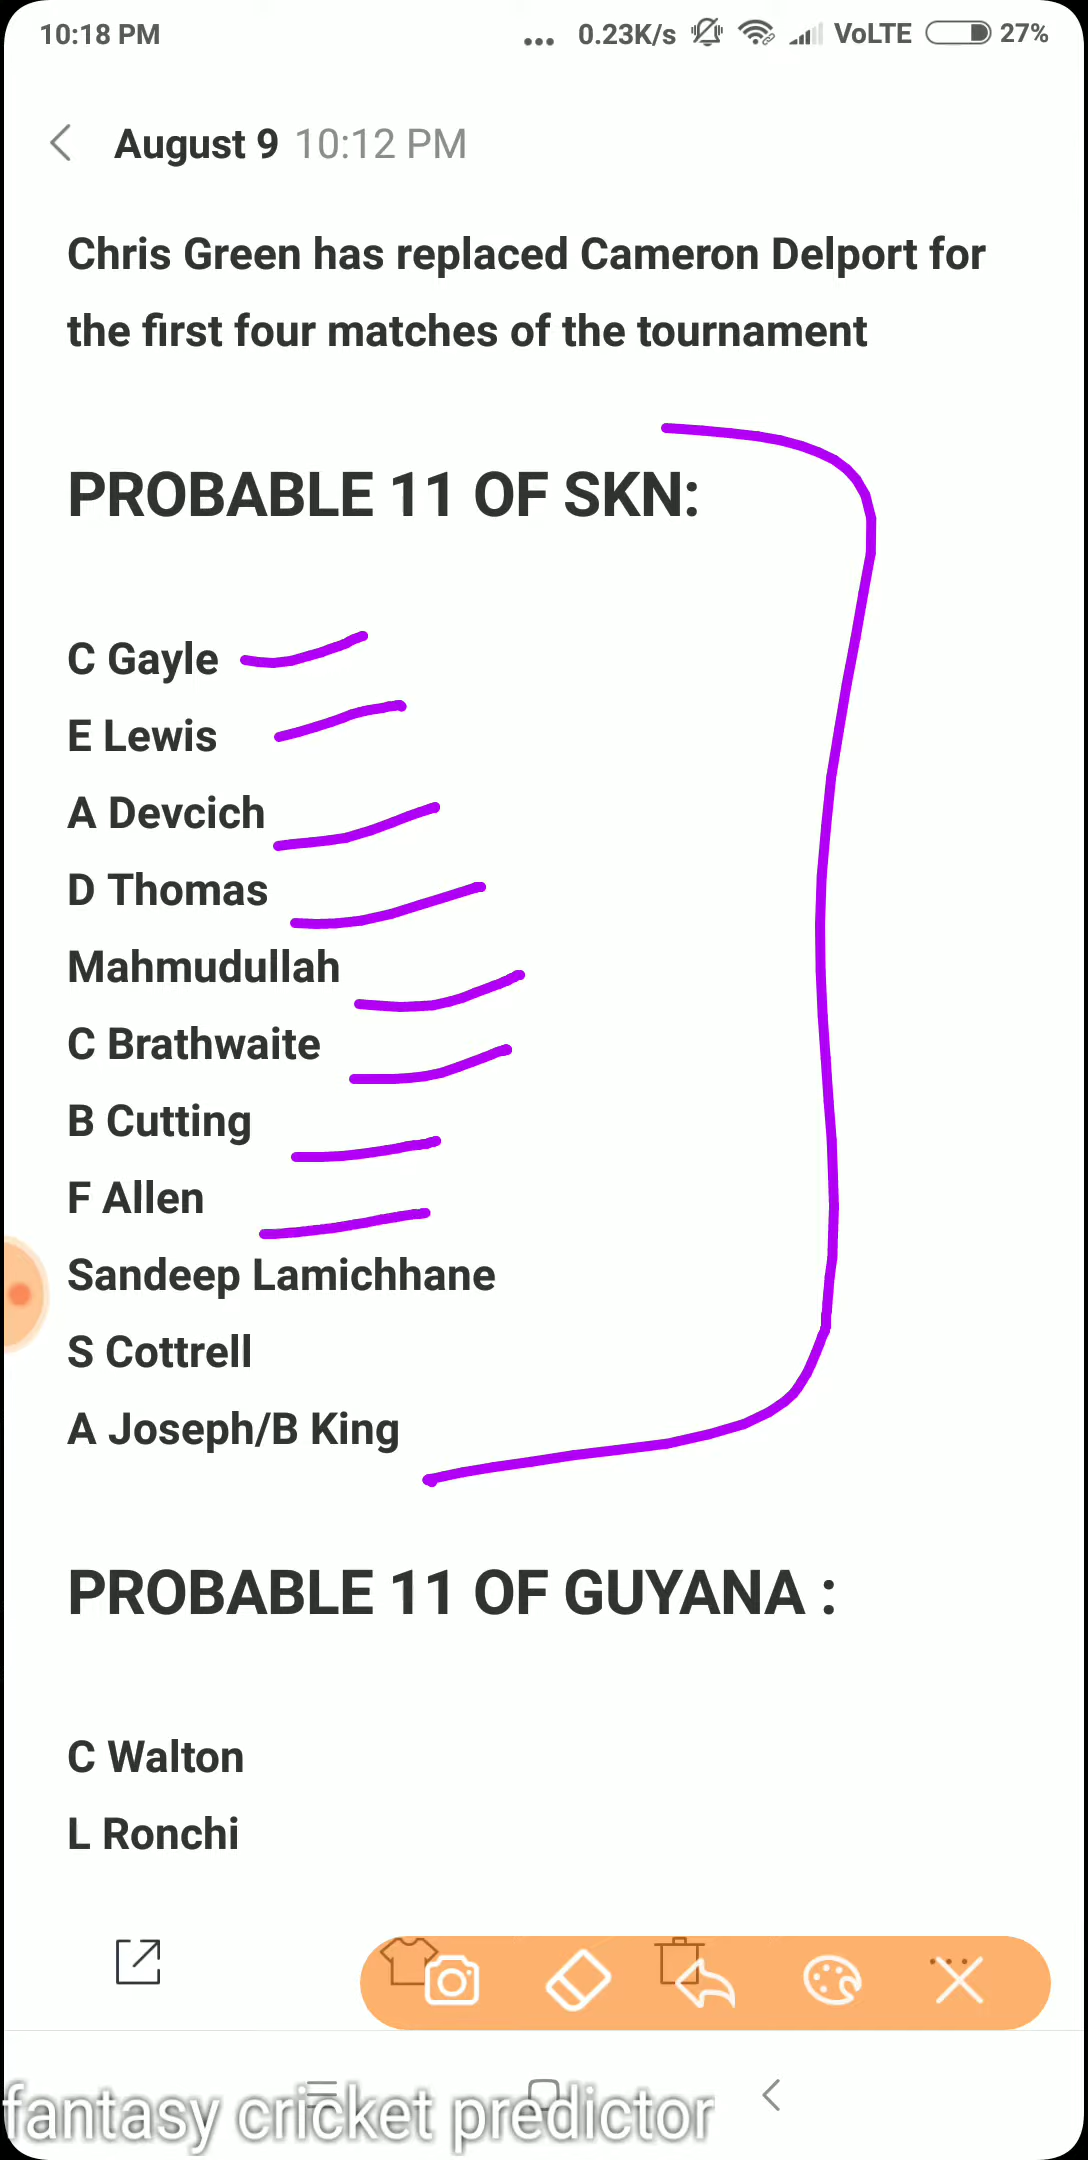 10:18 PM ... 0.23K/s VoLTE 27%
August 9 10:12 PM
Chris Green has replaced Cameron Delport for
the first four matches of the tournament
PROBABLE 11 OF SKN:
C Gayle
E Lewis
A Devcich
D Thomas
Mahmudullah
C Brathwaite
B Cutting
F Allen
Sandeep Lamichhane
S Cottrell
A Joseph/B King
PROBABLE 11 OF GUYANA :
C Walton
L Ronchi
fantasy cricket predictor